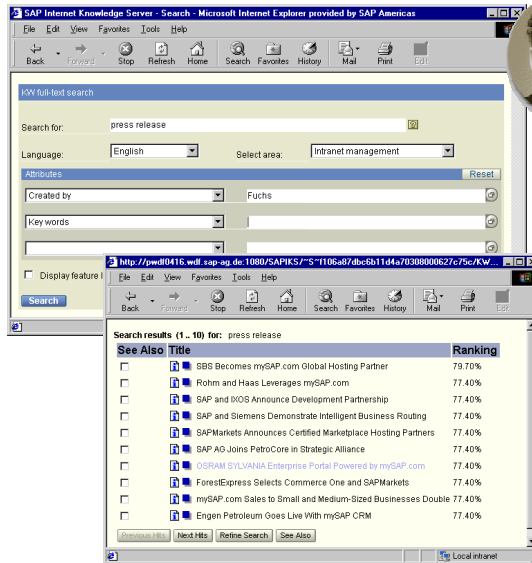 SAP Internet Knowledge Server - Search - Microsoft Internet Explorer provided by SAP Americas
File Edit View Favorites Tools Help
Back Forward Stop Refresh Home Search Favorites History Mail Print Edit
KW full-text search
Search for: press release
Language: English Select area: Intranet management
Attributes Reset
Created by Fuchs
Key words
Display feature
Search
http://pwdf0416.wdf.sap-ag.de:1080/SAPIKS/~S~f106a87dbc6b11d4a70308000627c75c/KW...
File Edit View Favorites Tools Help
Back Forward Stop Refresh Home Search Favorites History Mail Print Edit
Search results (1 .. 10) for: press release
See Also Title Ranking
SBS Becomes mySAP.com Global Hosting Partner 79.70%
Rohm and Haas Leverages mySAP.com 77.40%
SAP and IXOS Announce Development Partnership 77.40%
SAP and Siemens Demonstrate Intelligent Business Routing 77.40%
SAPMarkets Announces Certified Marketplace Hosting Partners 77.40%
SAP AG Joins PetroCore in Strategic Alliance 77.40%
OSRAM SYLVANIA Enterprise Portal Powered by mySAP.com 77.40%
ForestExpress Selects Commerce One and SAPMarkets 77.40%
mySAP.com Sales to Small and Medium-Sized Businesses Double 77.40%
Engen Petroleum Goes Live With mySAP CRM 77.40%
Previous Hits Next Hits Refine Search See Also
Local intranet